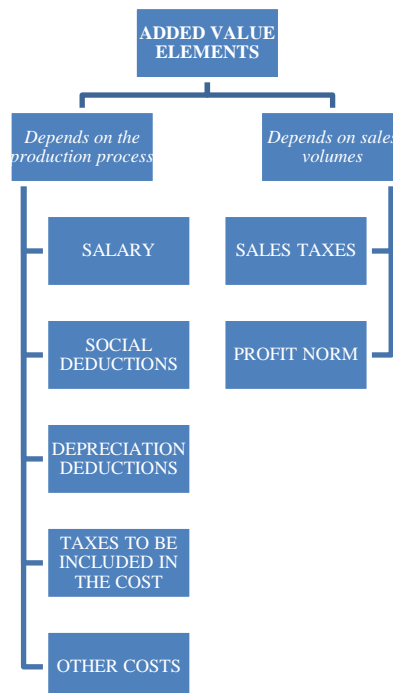 ADDED VALUE
ELEMENTS
Depends on the
production process
Depends on sales
volumes
SALARY
SOCIAL
DEDUCTIONS
DEPRECIATION
DEDUCTIONS
TAXES TO BE
INCLUDED IN
THE COST
OTHER COSTS
SALES TAXES
PROFIT NORM